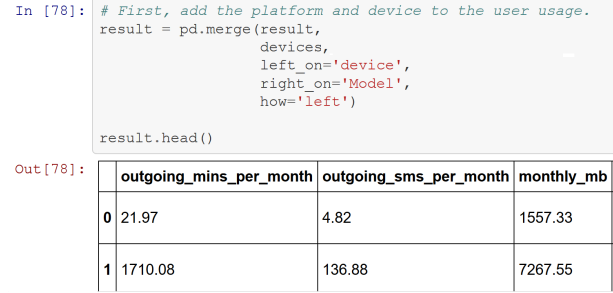 In [78]: # First, add the platform and device to the user usage.
result = pd.merge(result,
                  devices,
                  left_on='device',
                  right_on='Model',
                  how='left')
result.head()
Out[78]:
outgoing_mins_per_month outgoing_sms_per_month monthly_mb
0 21.97 4.82 1557.33
1 1710.08 136.88 7267.55